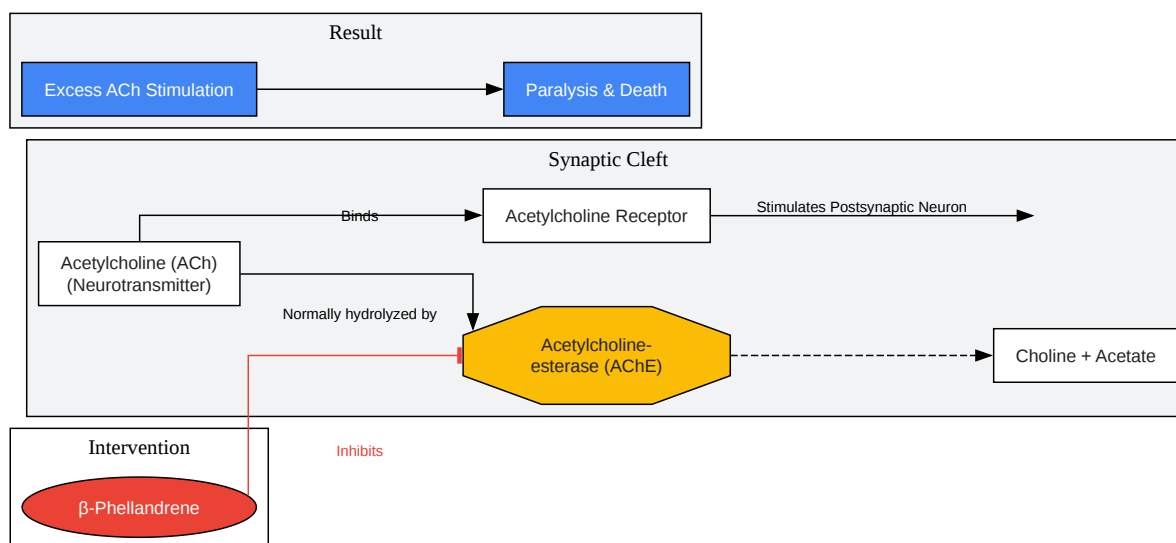 Result
Excess ACh Stimulation
Paralysis & Death
Synaptic Cleft
Binds
Acetylcholine Receptor
Stimulates Postsynaptic Neuron
Acetylcholine (ACh)
(Neurotransmitter)
Normally hydrolyzed by
Acetylcholine-
esterase (AChE)
Choline + Acetate
Intervention
Inhibits
β-Phellandrene